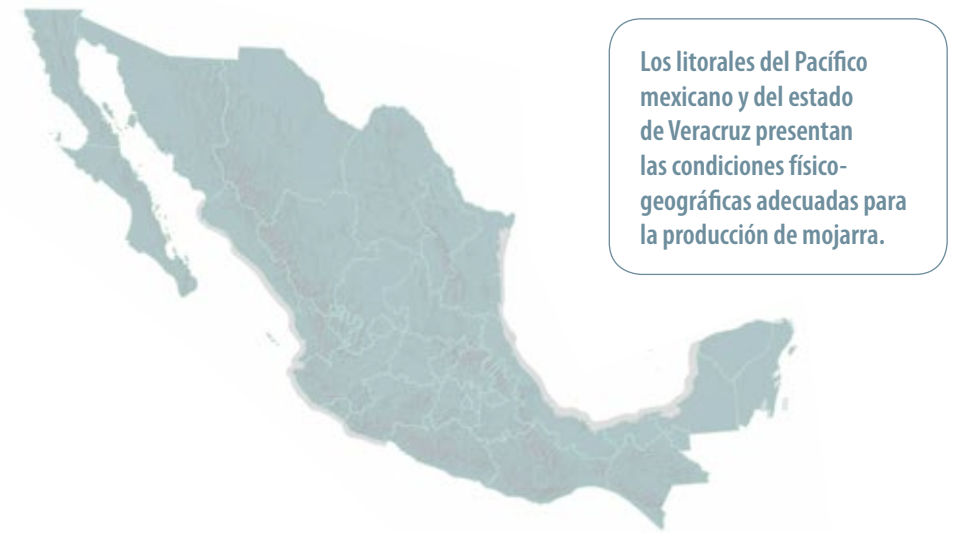 Los litorales del Pacífico
mexicano y del estado
de Veracruz presentan
las condiciones físico-
geográficas adecuadas para
la producción de mojarra.